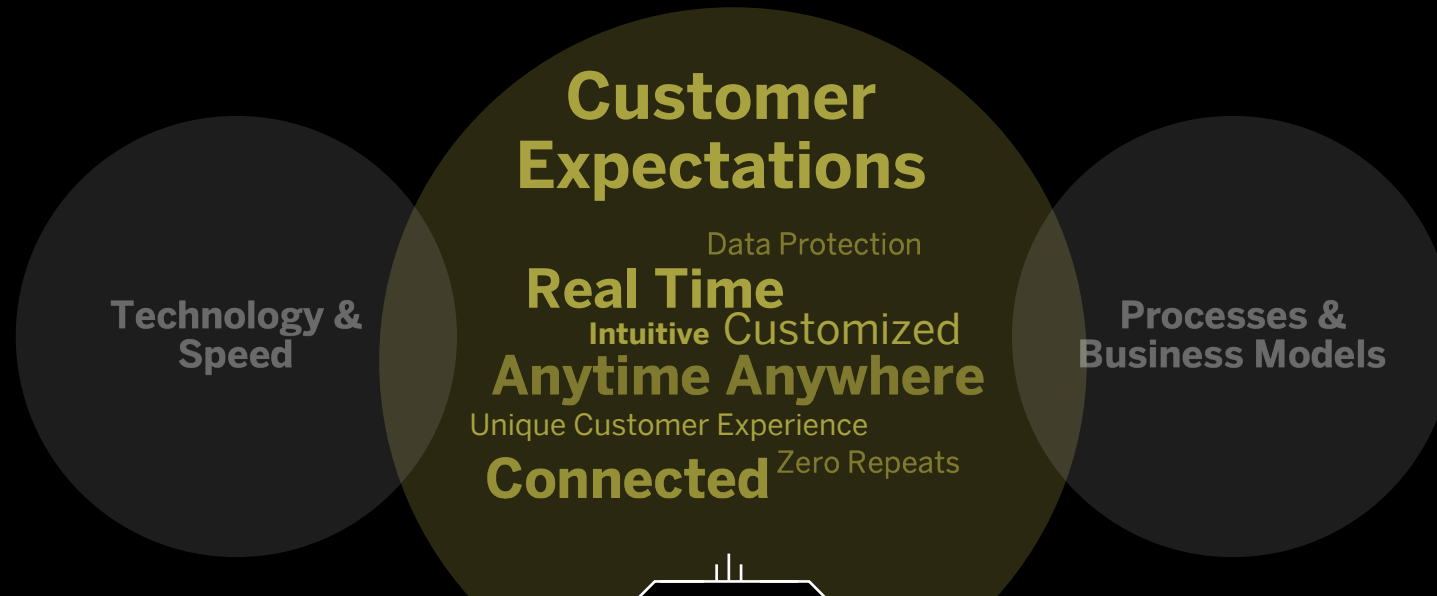 Customer
Expectations
Technology &
Speed
Data Protection
Real Time
Intuitive Customized
Anytime Anywhere
Unique Customer Experience
Connected Zero Repeats
Processes &
Business Models